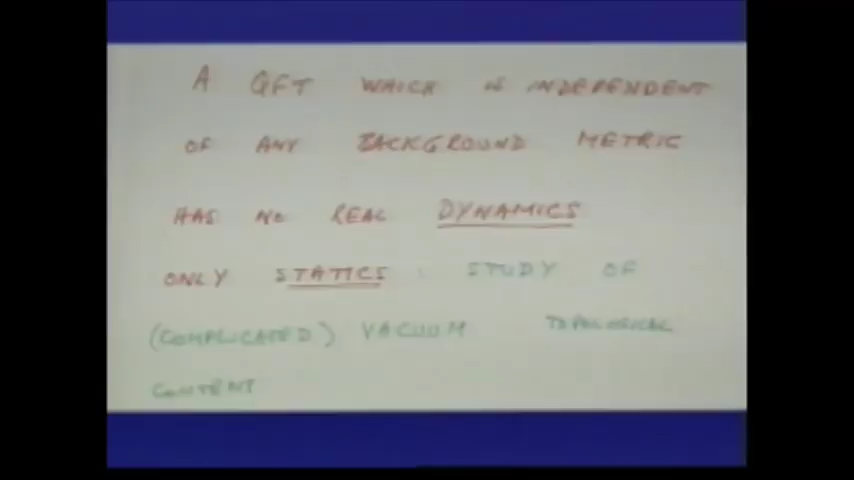 A QFT WHICH IS INDEPENDENT
OF ANY BACKGROUND METRIC
HAS NO REAL DYNAMICS
ONLY STATICS : STUDY OF
(COMPLICATED) VACUUM TOPOLOGICAL
CONTENT